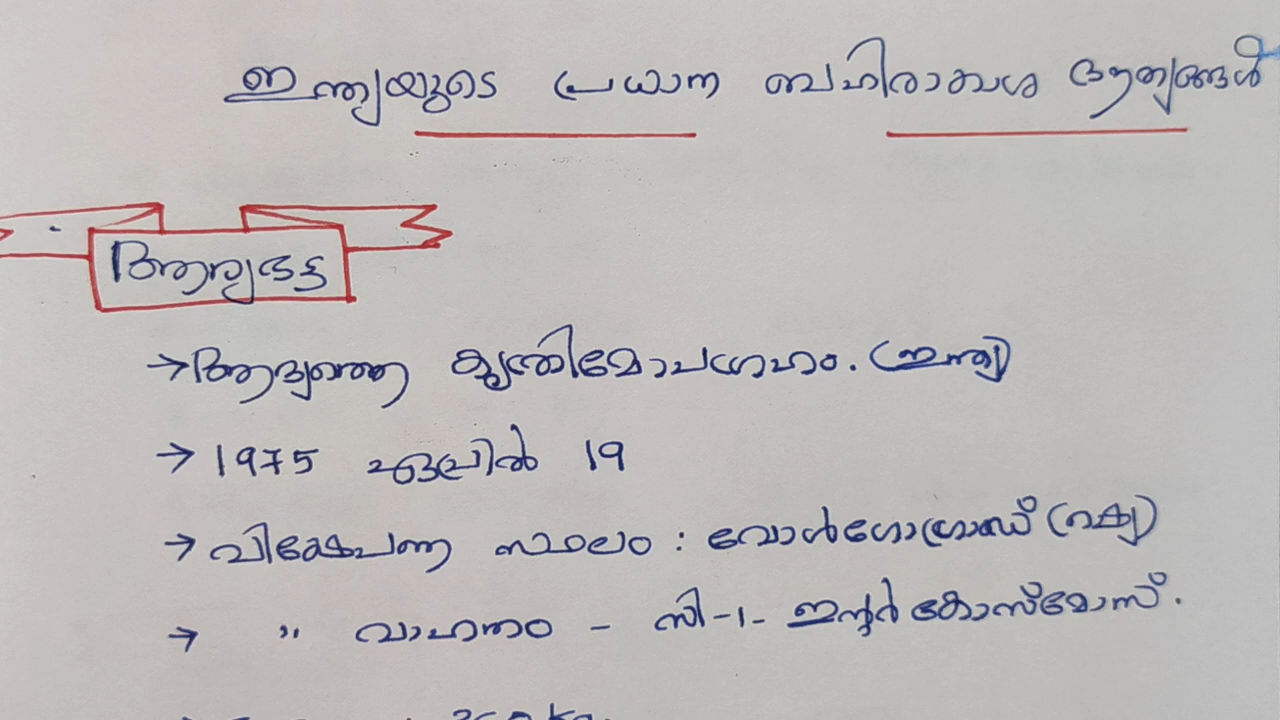 ഇന്ത്യയുടെ പ്രധാന ബഹിരാകാശ ദൗത്യങ്ങൾ
ആര്യഭട്ട
→ ആദ്യത്തെ കൃത്രിമോപഗ്രഹം. (ഇന്ത്യ)
→ 1975 ഏപ്രിൽ 19
→ വിക്ഷേപണ സ്ഥലം : വോൾഗോഗ്രാഡ് (റഷ്യ)
→ " വാഹനം - സി-1- ഇന്റർകോസ്മോസ്.